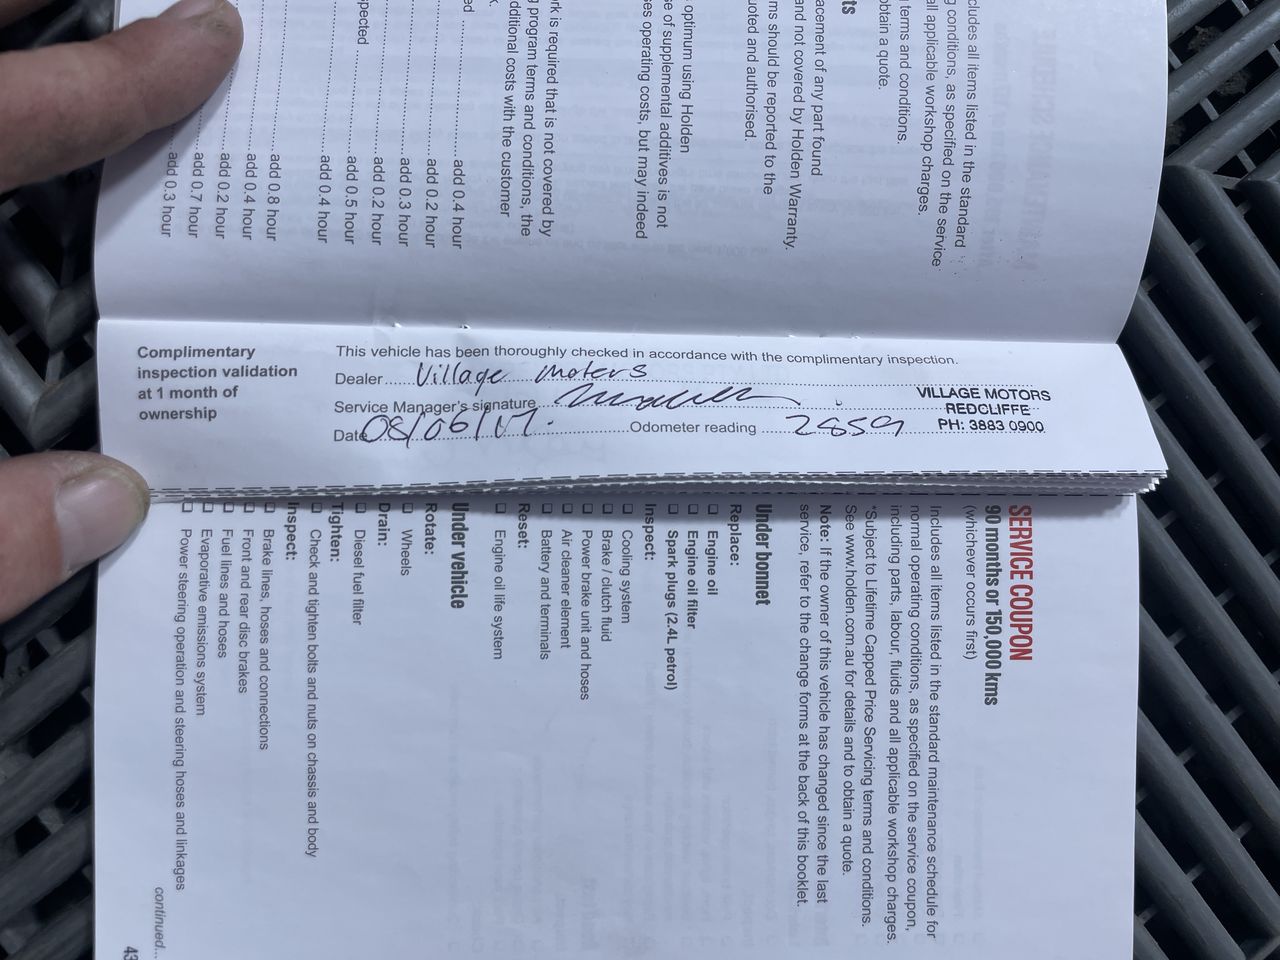 cludes all items listed in the standard
g conditions, as specified on the service
ll applicable workshop charges.
g terms and conditions.
btain a quote.
ts
acement of any part found
and not covered by Holden Warranty.
ms should be reported to the
uoted and authorised.
optimum using Holden
se of supplemental additives is not
ses operating costs, but may indeed
rk is required that is not covered by
g program terms and conditions, the
dditional costs with the customer
k.
ed ................ add 0.4 hour
................ add 0.2 hour
................ add 0.3 hour
................ add 0.2 hour
spected ................ add 0.5 hour
................ add 0.4 hour
................ add 0.8 hour
................ add 0.4 hour
................ add 0.2 hour
................ add 0.7 hour
................ add 0.3 hour
Complimentary
inspection validation
at 1 month of
ownership
This vehicle has been thoroughly checked in accordance with the complimentary inspection.
Dealer Village Motors
Service Manager's signature
Date 08/06/17. Odometer reading 2859
VILLAGE MOTORS
REDCLIFFE
PH: 3883 0900
SERVICE COUPON
90 months or 150,000 kms
(whichever occurs first)
Includes all items listed in the standard maintenance schedule for
normal operating conditions, as specified on the service coupon,
including parts, labour, fluids and all applicable workshop charges.
*Subject to Lifetime Capped Price Servicing terms and conditions.
See www.holden.com.au for details and to obtain a quote.
Note: If the owner of this vehicle has changed since the last
service, refer to the change forms at the back of this booklet.
Under bonnet
Replace:
❑ Engine oil
❑ Engine oil filter
❑ Spark plugs (2.4L petrol)
Inspect:
❑ Cooling system
❑ Brake / clutch fluid
❑ Power brake unit and hoses
❑ Air cleaner element
❑ Battery and terminals
Reset:
❑ Engine oil life system
Under vehicle
Rotate:
❑ Wheels
Drain:
❑ Diesel fuel filter
Tighten:
❑ Check and tighten bolts and nuts on chassis and body
Inspect:
❑ Brake lines, hoses and connections
❑ Front and rear disc brakes
❑ Fuel lines and hoses
❑ Evaporative emissions system
❑ Power steering operation and steering hoses and linkages
continued...
43